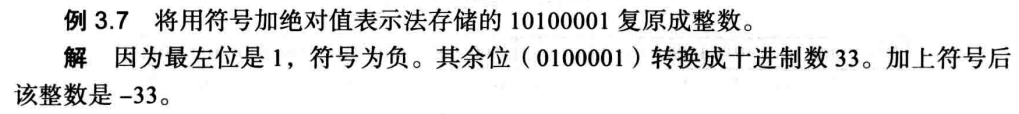 例 3.7 将用符号加绝对值表示法存储的 10100001 复原成整数。
解 因为最左位是 1，符号为负。其余位（0100001）转换成十进制数 33。加上符号后
该整数是 –33。